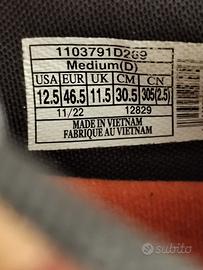 1103791D269
Medium(D)
USA EUR UK CM CN
12.5 46.5 11.5 30.5 305(2.5)
11/22 12829
MADE IN VIETNAM
FABRIQUE AU VIETNAM
subito